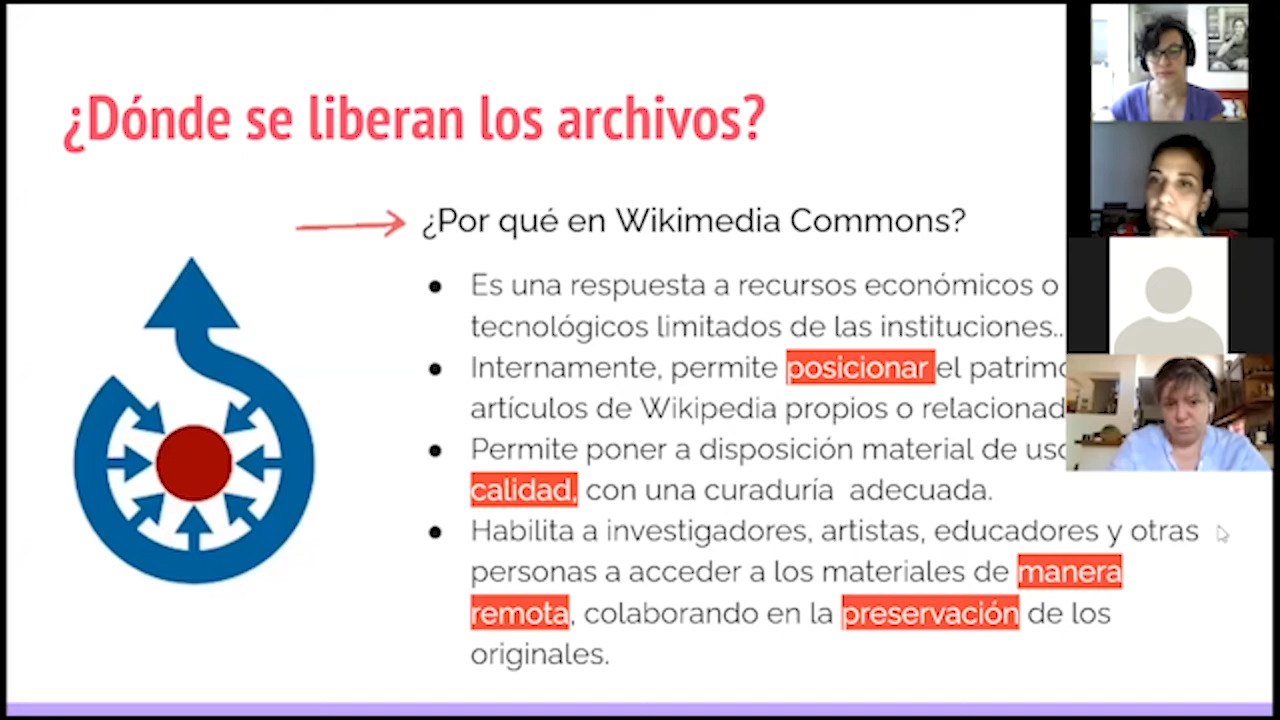 ¿Dónde se liberan los archivos?
¿Por qué en Wikimedia Commons?
● Es una respuesta a recursos económicos o
tecnológicos limitados de las instituciones..
● Internamente, permite posicionar el patrimo
artículos de Wikipedia propios o relacionad
● Permite poner a disposición material de uso
calidad, con una curaduría adecuada.
● Habilita a investigadores, artistas, educadores y otras
personas a acceder a los materiales de manera
remota, colaborando en la preservación de los
originales.